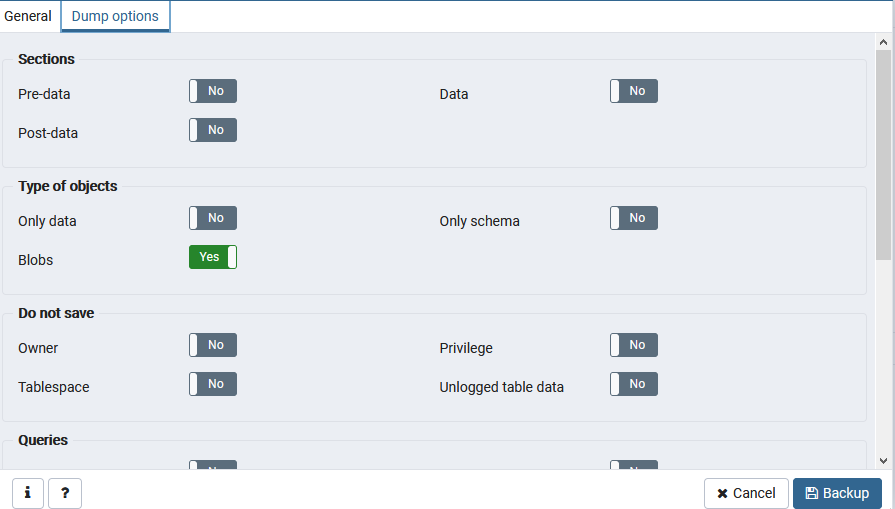 General Dump options
Sections
Pre-data No Data No
Post-data No
Type of objects
Only data No Only schema No
Blobs Yes
Do not save
Owner No Privilege No
Tablespace No Unlogged table data No
Queries
i ? Cancel Backup